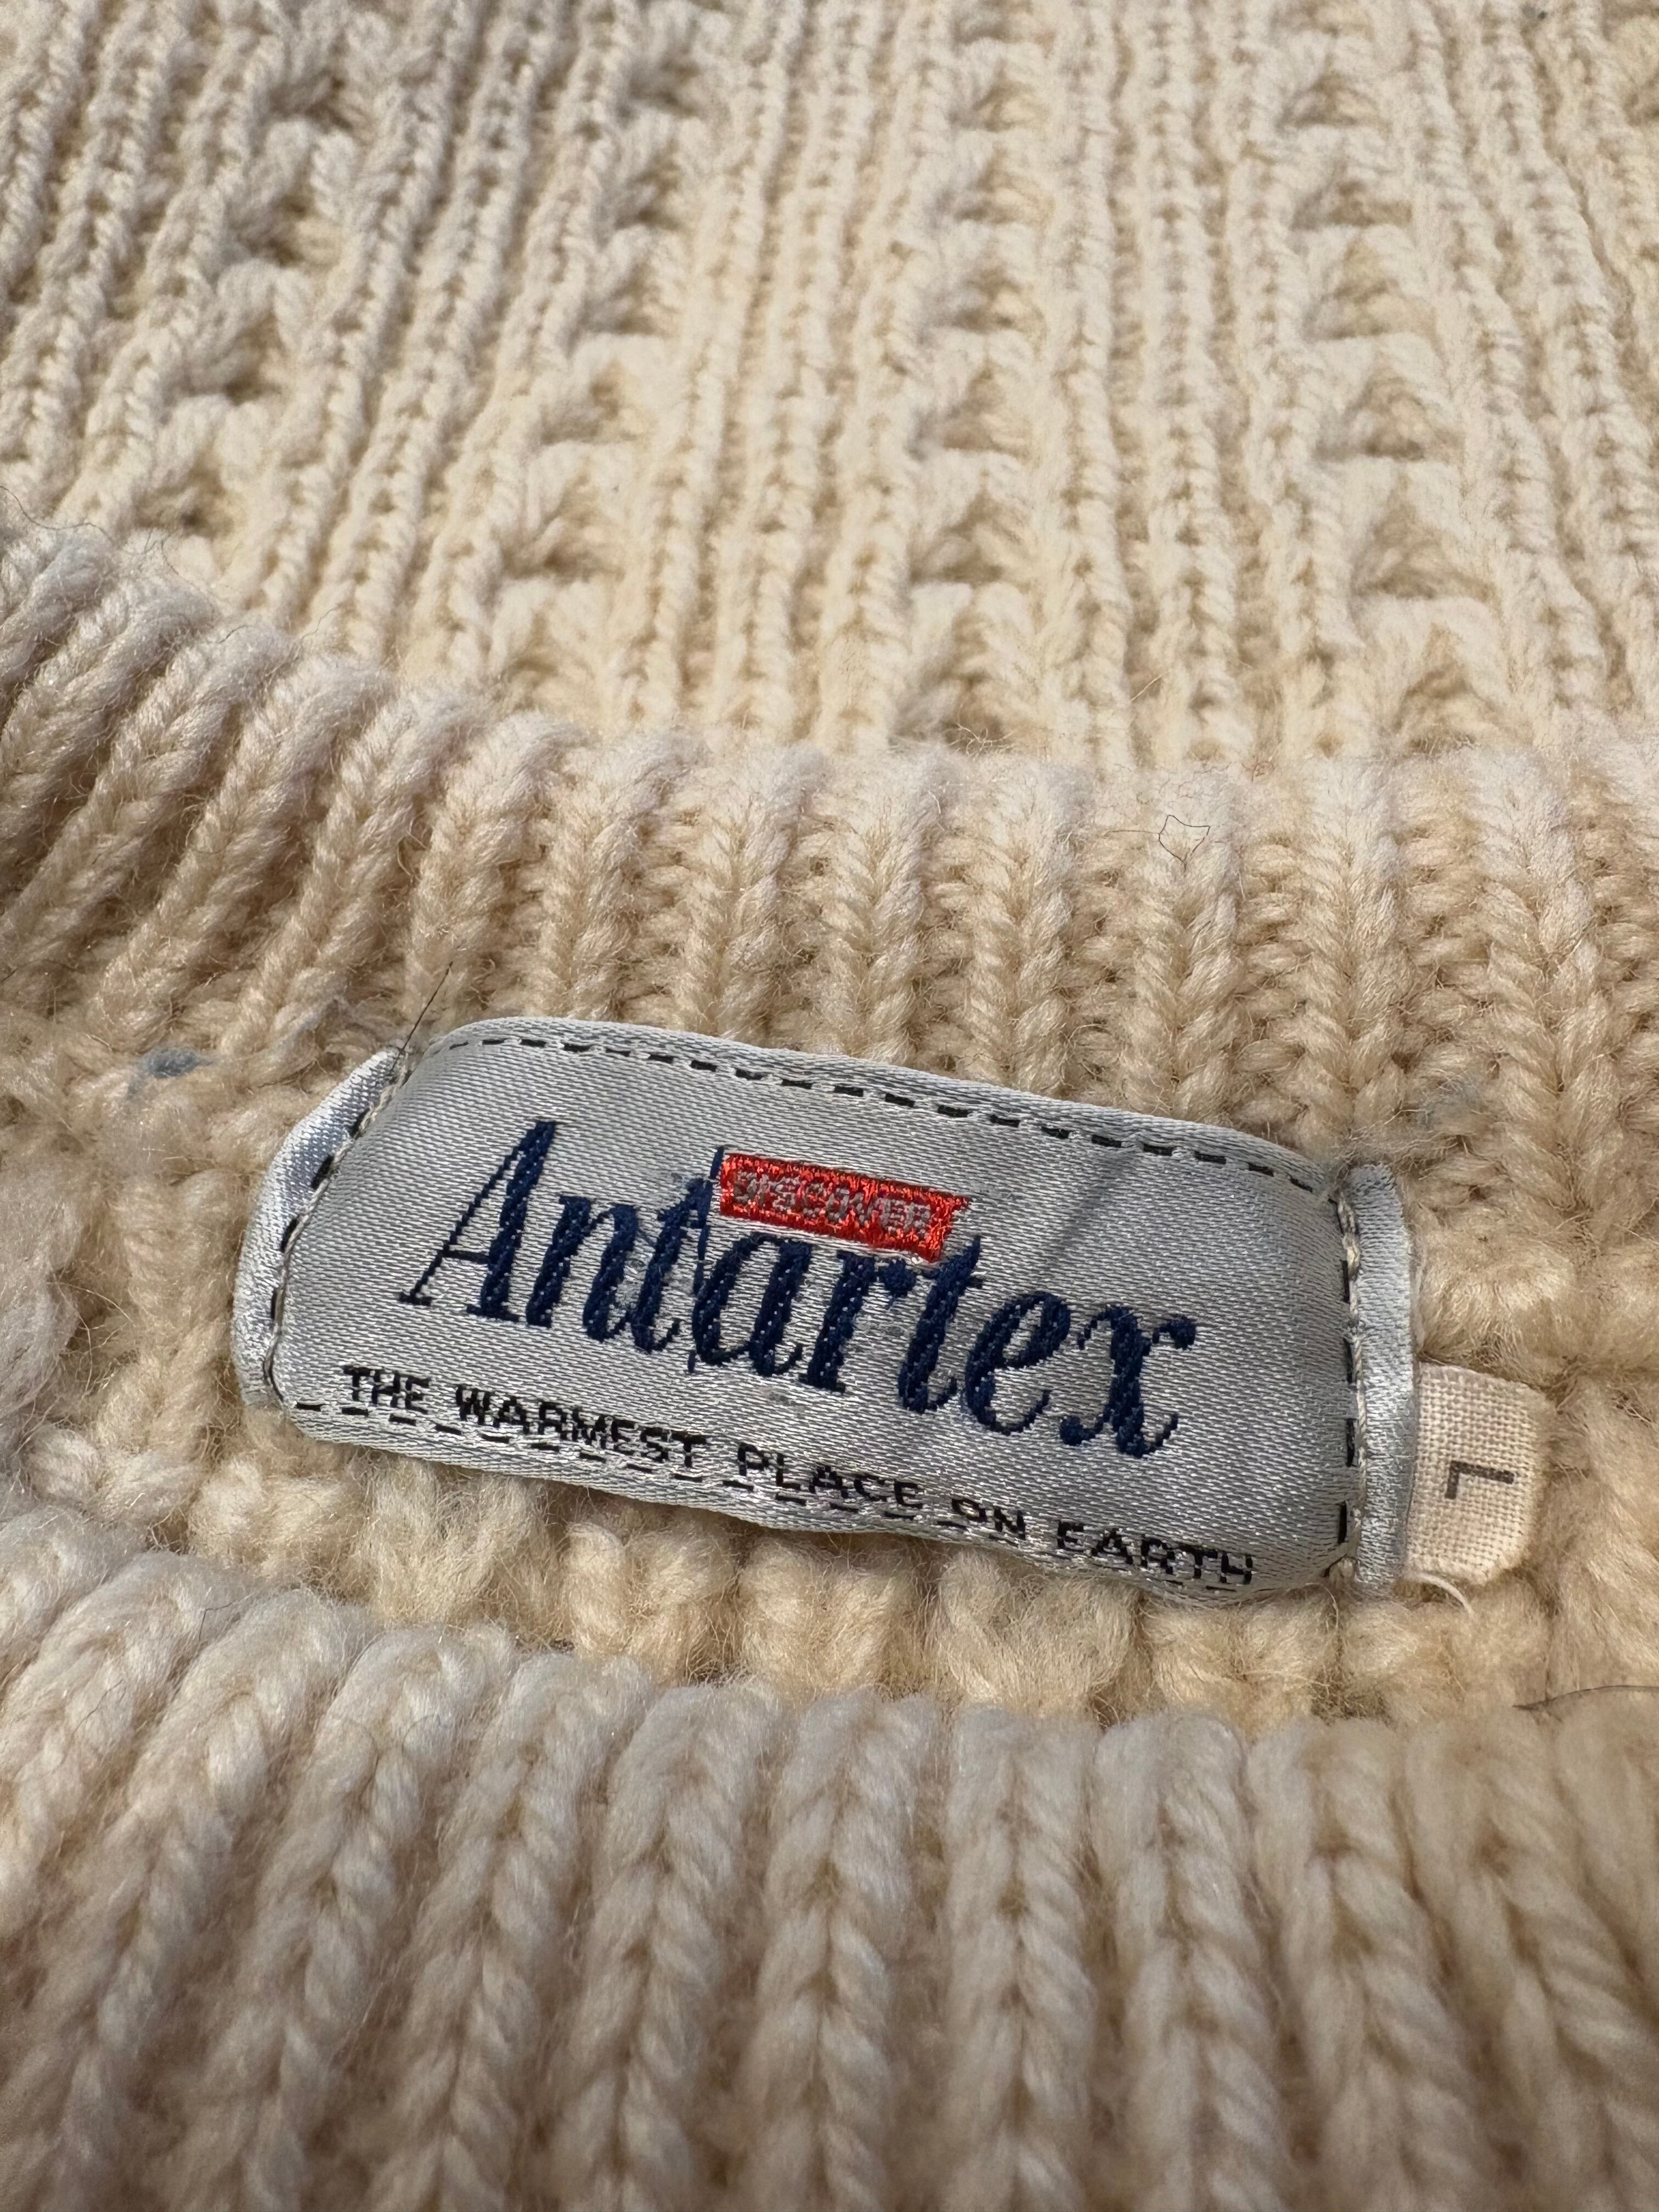 DISCOVER
Antartex
THE WARMEST PLACE ON EARTH
L